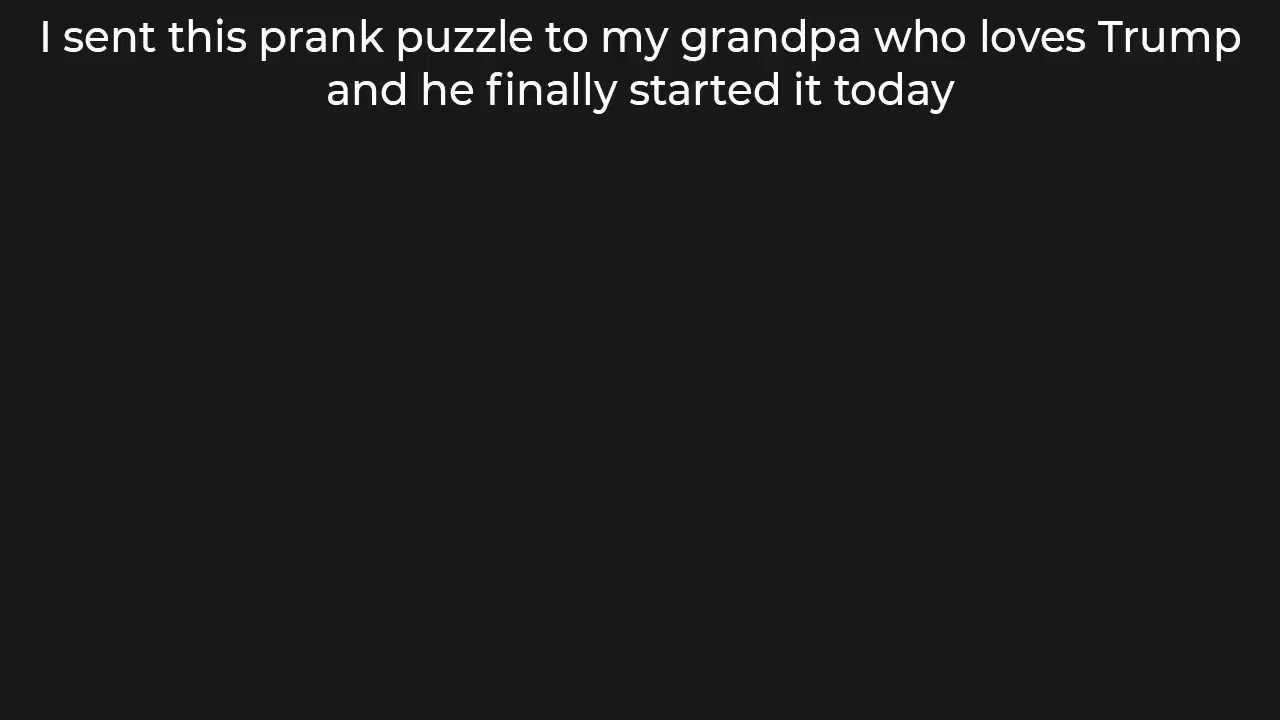 I sent this prank puzzle to my grandpa who loves Trump
and he finally started it today